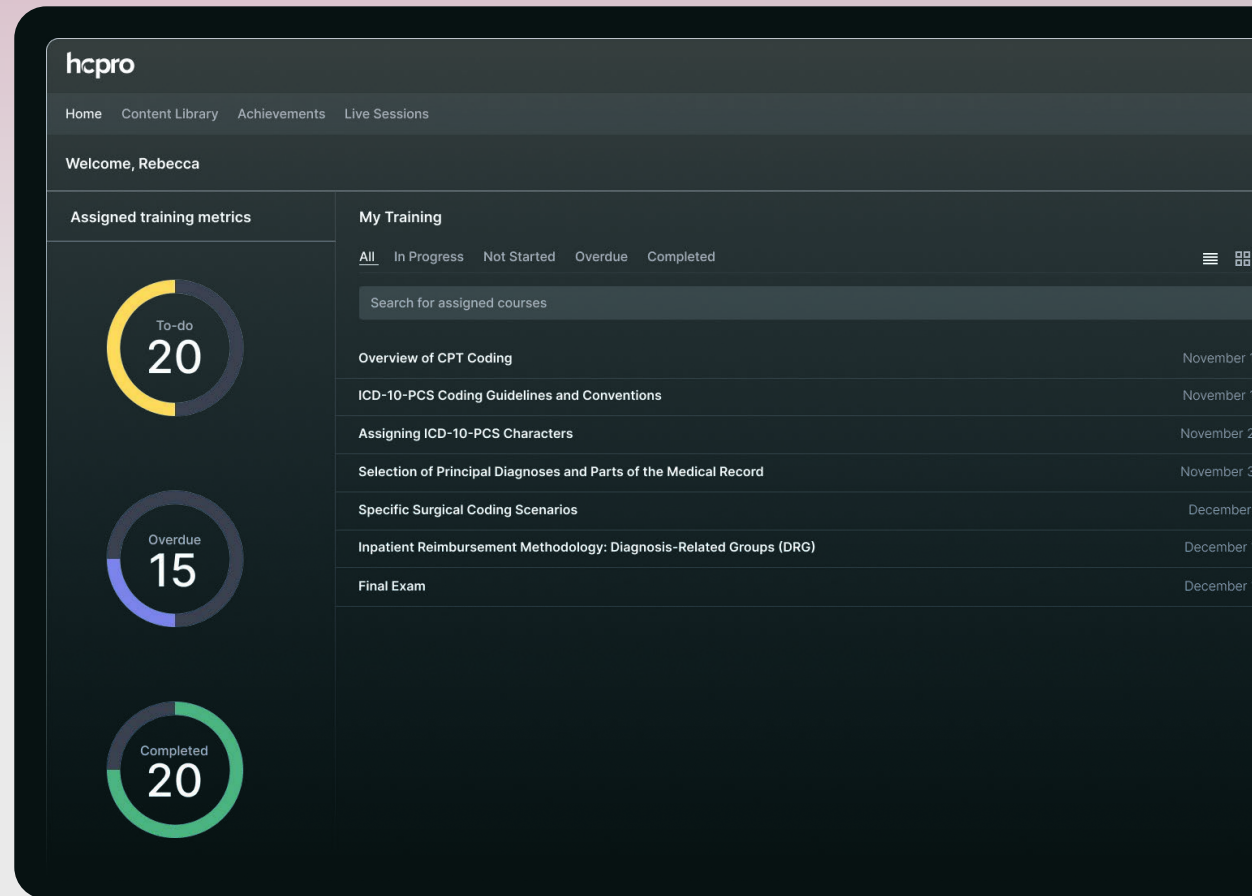 hcpro
Home Content Library Achievements Live Sessions
Welcome, Rebecca
Assigned training metrics
To-do
20
Overdue
15
Completed
20
My Training
All In Progress Not Started Overdue Completed
Search for assigned courses
Overview of CPT Coding November
ICD-10-PCS Coding Guidelines and Conventions November
Assigning ICD-10-PCS Characters November
Selection of Principal Diagnoses and Parts of the Medical Record November
Specific Surgical Coding Scenarios December
Inpatient Reimbursement Methodology: Diagnosis-Related Groups (DRG) December
Final Exam December